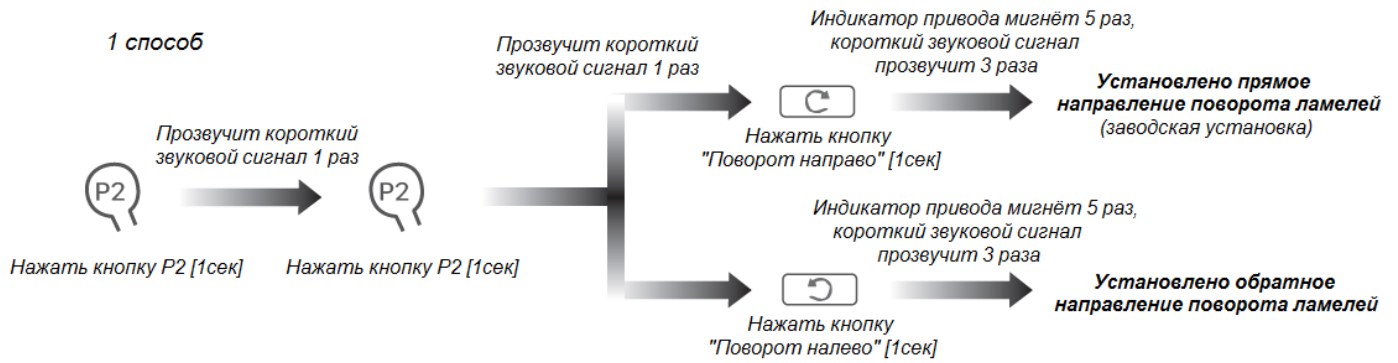 1 способ
Прозвучит короткий
звуковой сигнал 1 раз
P2
Нажать кнопку P2 [1сек]
P2
Нажать кнопку P2 [1сек]
Прозвучит короткий
звуковой сигнал 1 раз
Нажать кнопку
"Поворот направо" [1сек]
Индикатор привода мигнёт 5 раз,
короткий звуковой сигнал
прозвучит 3 раза
Установлено прямое
направление поворота ламелей
(заводская установка)
Нажать кнопку
"Поворот налево" [1сек]
Индикатор привода мигнёт 5 раз,
короткий звуковой сигнал
прозвучит 3 раза
Установлено обратное
направление поворота ламелей